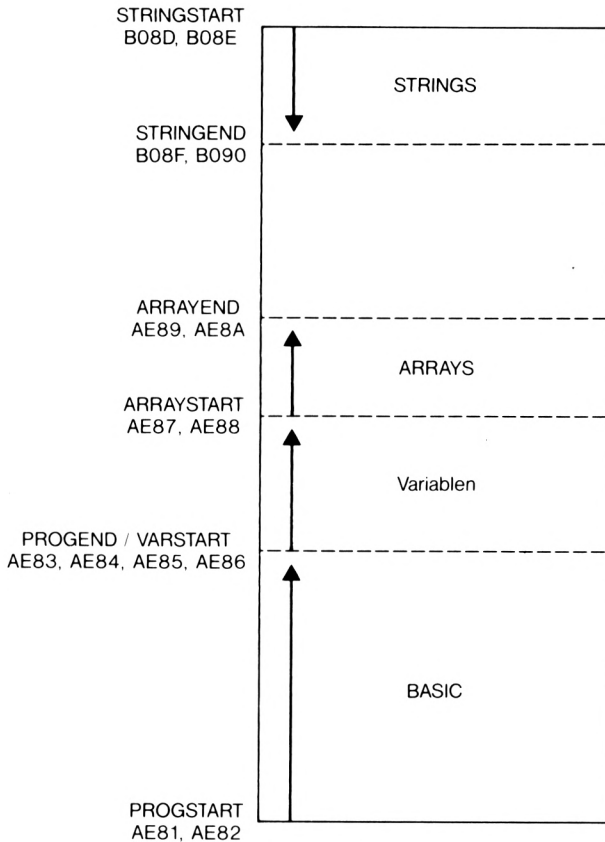 STRINGSTART
B08D, B08E
STRINGS
STRINGEND
B08F, B090
ARRAYEND
AE89, AE8A
ARRAYS
ARRAYSTART
AE87, AE88
Variablen
PROGEND / VARSTART
AE83, AE84, AE85, AE86
BASIC
PROGSTART
AE81, AE82